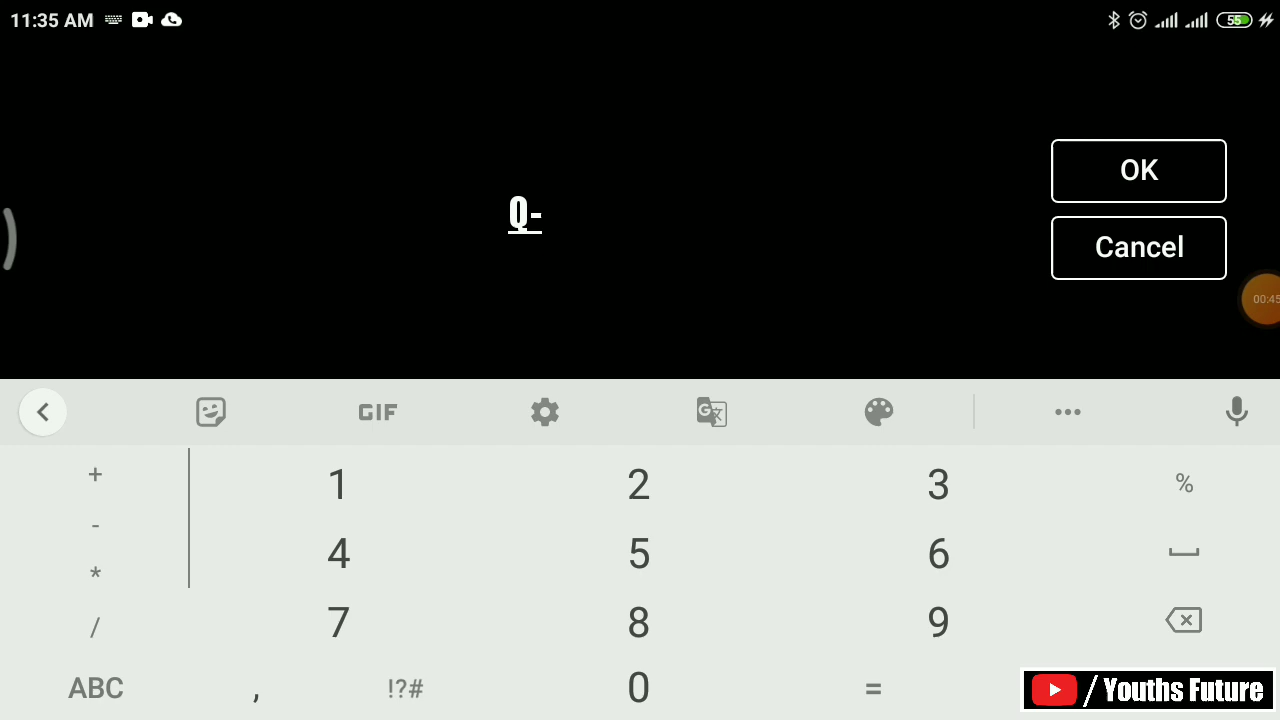 11:35 AM
55
OK
Q-
Cancel
00:45
GIF
+ 1 2 3 %
-
4 5 6
*
/ 7 8 9
ABC , !?# 0 =
/ Youths Future